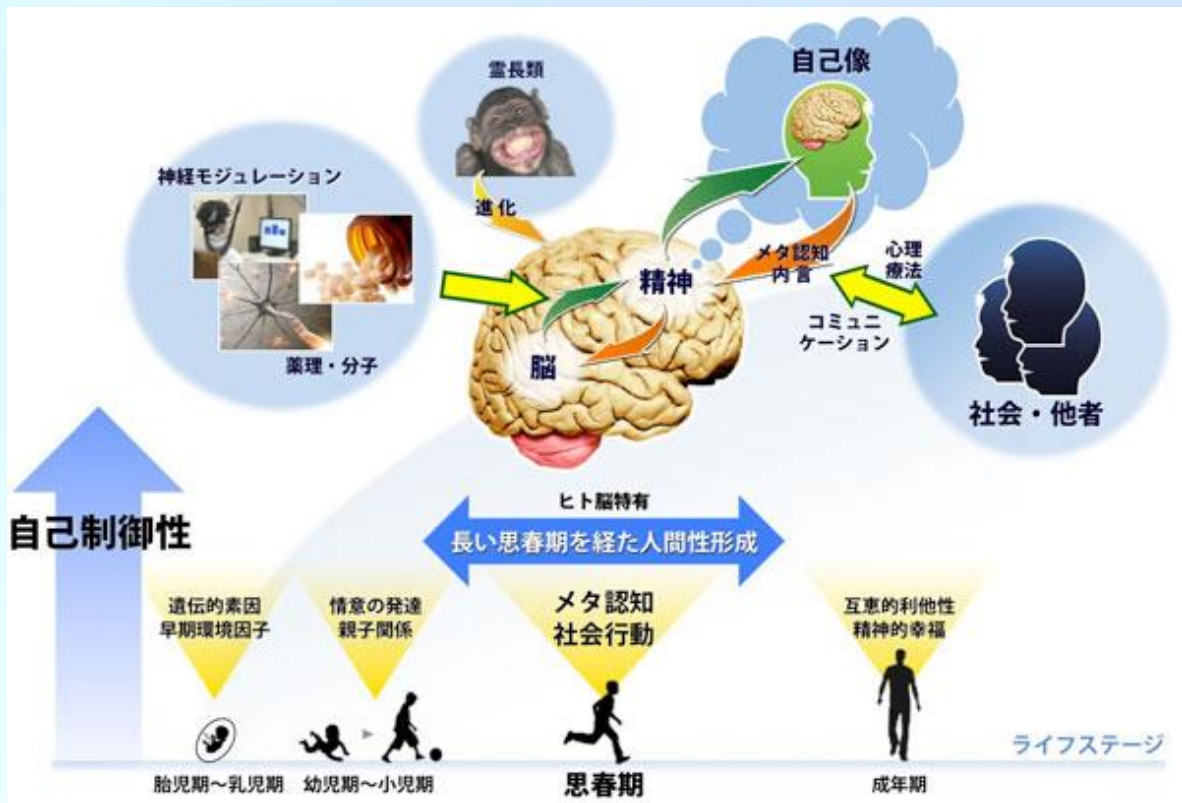 霊長類
自己像
神経モジュレーション
進化
メタ認知
内言
心理
療法
精神
コミュニ
ケーション
脳
薬理・分子
社会・他者
ヒト脳特有
自己制御性
長い思春期を経た人間性形成
遺伝的素因
早期環境因子
情意の発達
親子関係
メタ認知
社会行動
互恵的利他性
精神的幸福
ライフステージ
胎児期～乳児期
幼児期～小児期
思春期
成年期